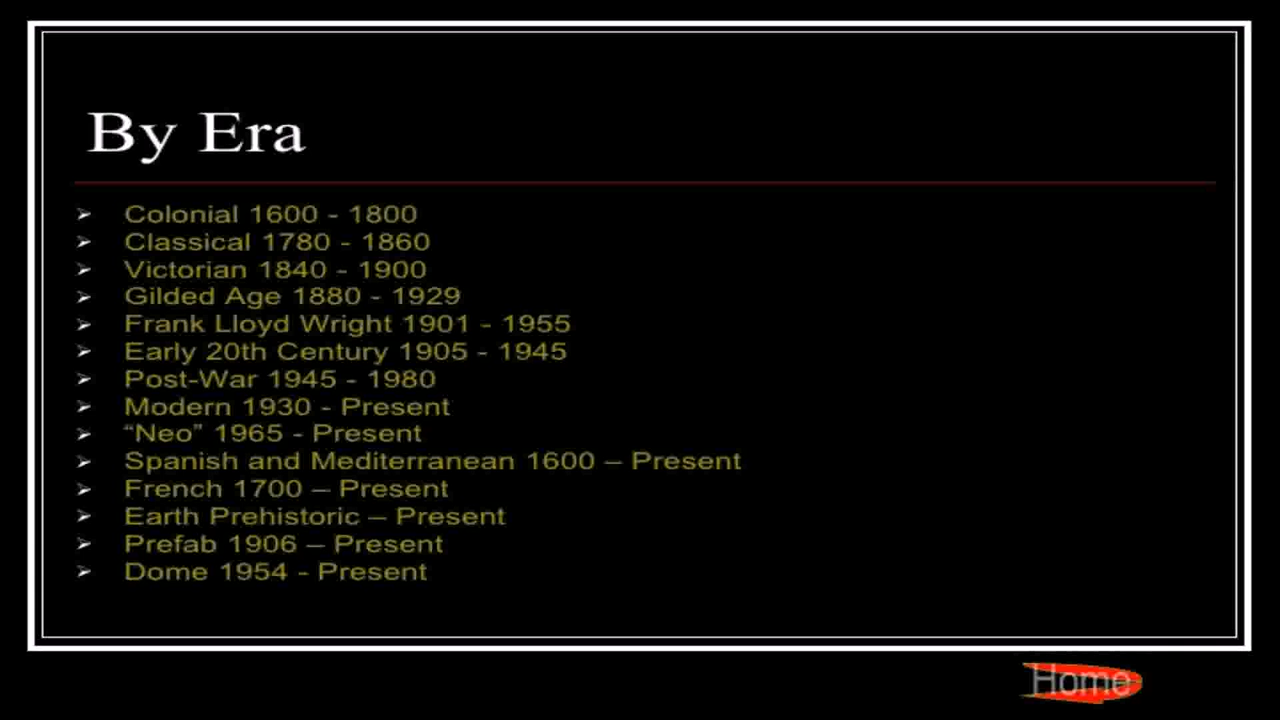 By Era
Colonial 1600 - 1800
Classical 1780 - 1860
Victorian 1840 - 1900
Gilded Age 1880 - 1929
Frank Lloyd Wright 1901 - 1955
Early 20th Century 1905 - 1945
Post-War 1945 - 1980
Modern 1930 - Present
“Neo” 1965 - Present
Spanish and Mediterranean 1600 – Present
French 1700 – Present
Earth Prehistoric – Present
Prefab 1906 – Present
Dome 1954 - Present
Home